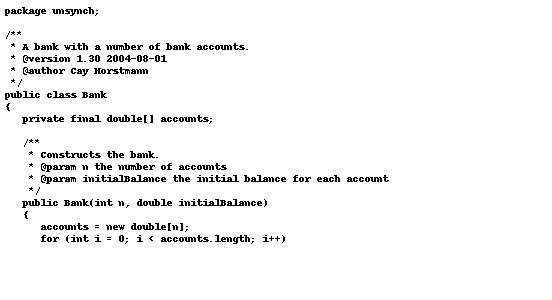 package unsynch;
/**
* A bank with a number of bank accounts.
* @version 1.30 2004-08-01
* @author Cay Horstmann
*/
public class Bank
{
private final double[] accounts;
/**
* Constructs the bank.
* @param n the number of accounts
* @param initialBalance the initial balance for each account
*/
public Bank(int n, double initialBalance)
{
accounts = new double[n];
for (int i = 0; i < accounts.length; i++)